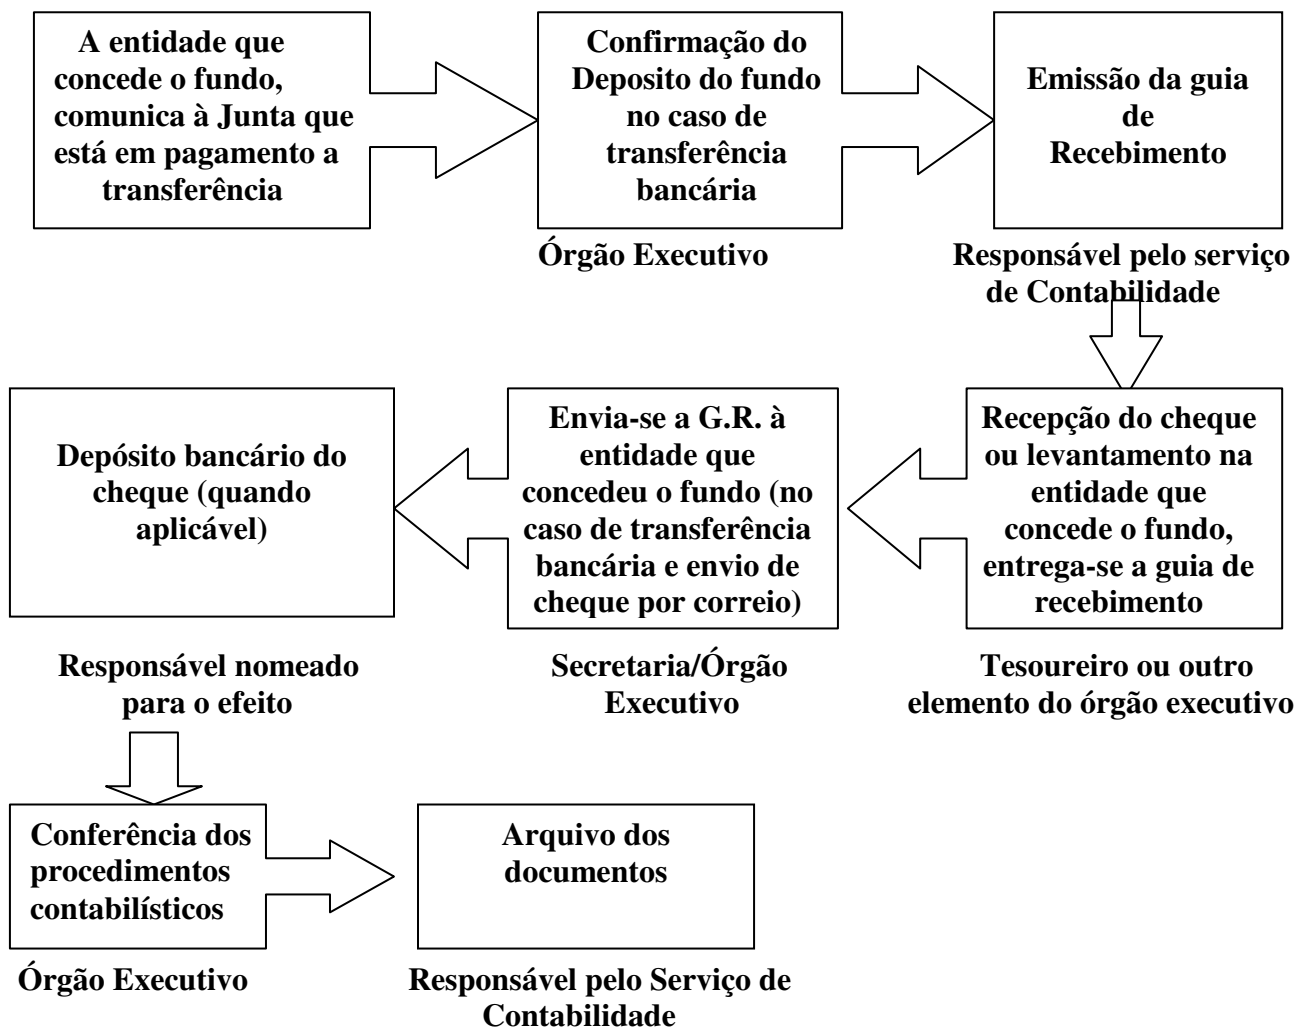 A entidade que
concede o fundo,
comunica à Junta que
está em pagamento a
transferência
Confirmação do
Deposito do fundo
no caso de
transferência
bancária
Órgão Executivo
Emissão da guia
de
Recebimento
Responsável pelo serviço
de Contabilidade
Recepção do cheque
ou levantamento na
entidade que
concede o fundo,
entrega-se a guia de
recebimento
Tesoureiro ou outro
elemento do órgão executivo
Envia-se a G.R. à
entidade que
concedeu o fundo (no
caso de transferência
bancária e envio de
cheque por correio)
Secretaria/Órgão
Executivo
Depósito bancário do
cheque (quando
aplicável)
Responsável nomeado
para o efeito
Conferência dos
procedimentos
contabilísticos
Órgão Executivo
Arquivo dos
documentos
Responsável pelo Serviço de
Contabilidade